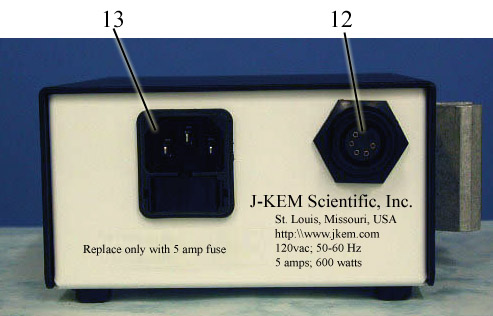 13
12
J-KEM Scientific, Inc.
St. Louis, Missouri, USA
http:\\www.jkem.com
120vac; 50-60 Hz
5 amps; 600 watts
Replace only with 5 amp fuse